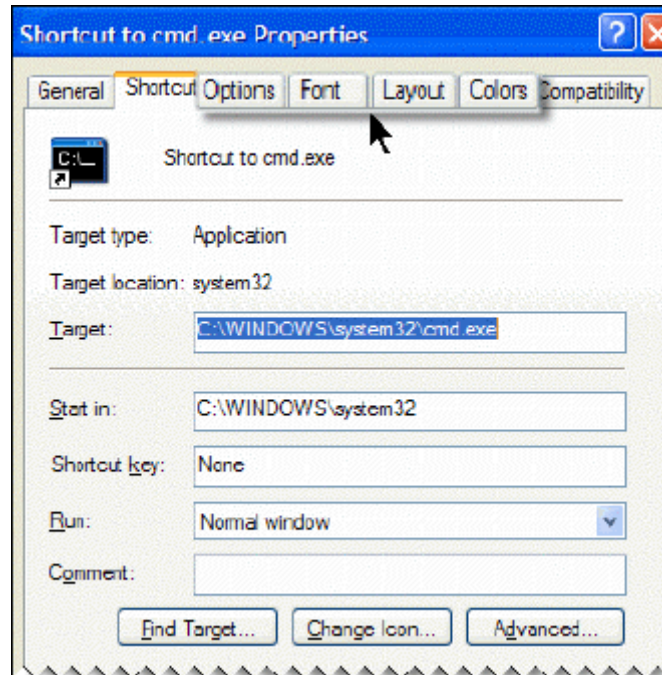 Shortcut to cmd.exe Properties
General Shortcut Options Font Layout Colors Compatibility
C:\_
Shortcut to cmd.exe
Target type: Application
Target location: system32
Target: C:\WINDOWS\system32\cmd.exe
Start in: C:\WINDOWS\system32
Shortcut key: None
Run: Normal window
Comment:
Find Target... Change Icon... Advanced...